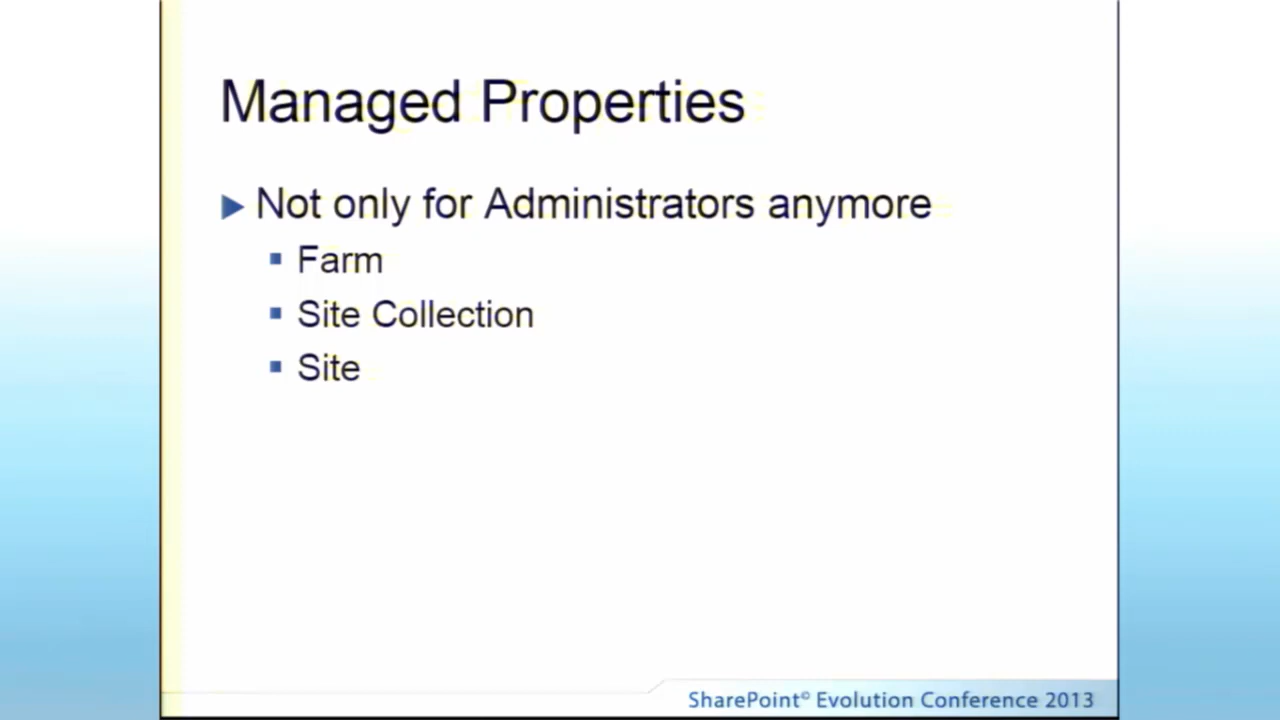 Managed Properties
Not only for Administrators anymore
Farm
Site Collection
Site
SharePoint© Evolution Conference 2013